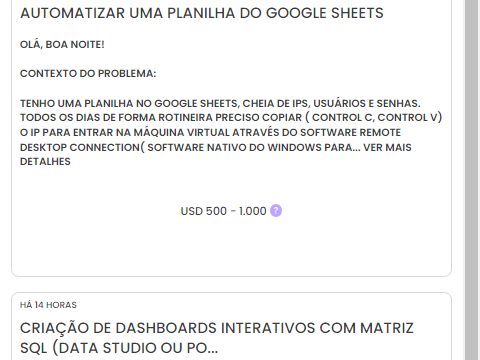 AUTOMATIZAR UMA PLANILHA DO GOOGLE SHEETS
OLÁ, BOA NOITE!
CONTEXTO DO PROBLEMA:
TENHO UMA PLANILHA NO GOOGLE SHEETS, CHEIA DE IPS, USUÁRIOS E SENHAS.
TODOS OS DIAS DE FORMA ROTINEIRA PRECISO COPIAR ( CONTROL C, CONTROL V)
O IP PARA ENTRAR NA MÁQUINA VIRTUAL ATRAVÉS DO SOFTWARE REMOTE
DESKTOP CONNECTION( SOFTWARE NATIVO DO WINDOWS PARA... VER MAIS
DETALHES
USD 500 - 1.000 ?
HÁ 14 HORAS
CRIAÇÃO DE DASHBOARDS INTERATIVOS COM MATRIZ
SQL (DATA STUDIO OU PO...